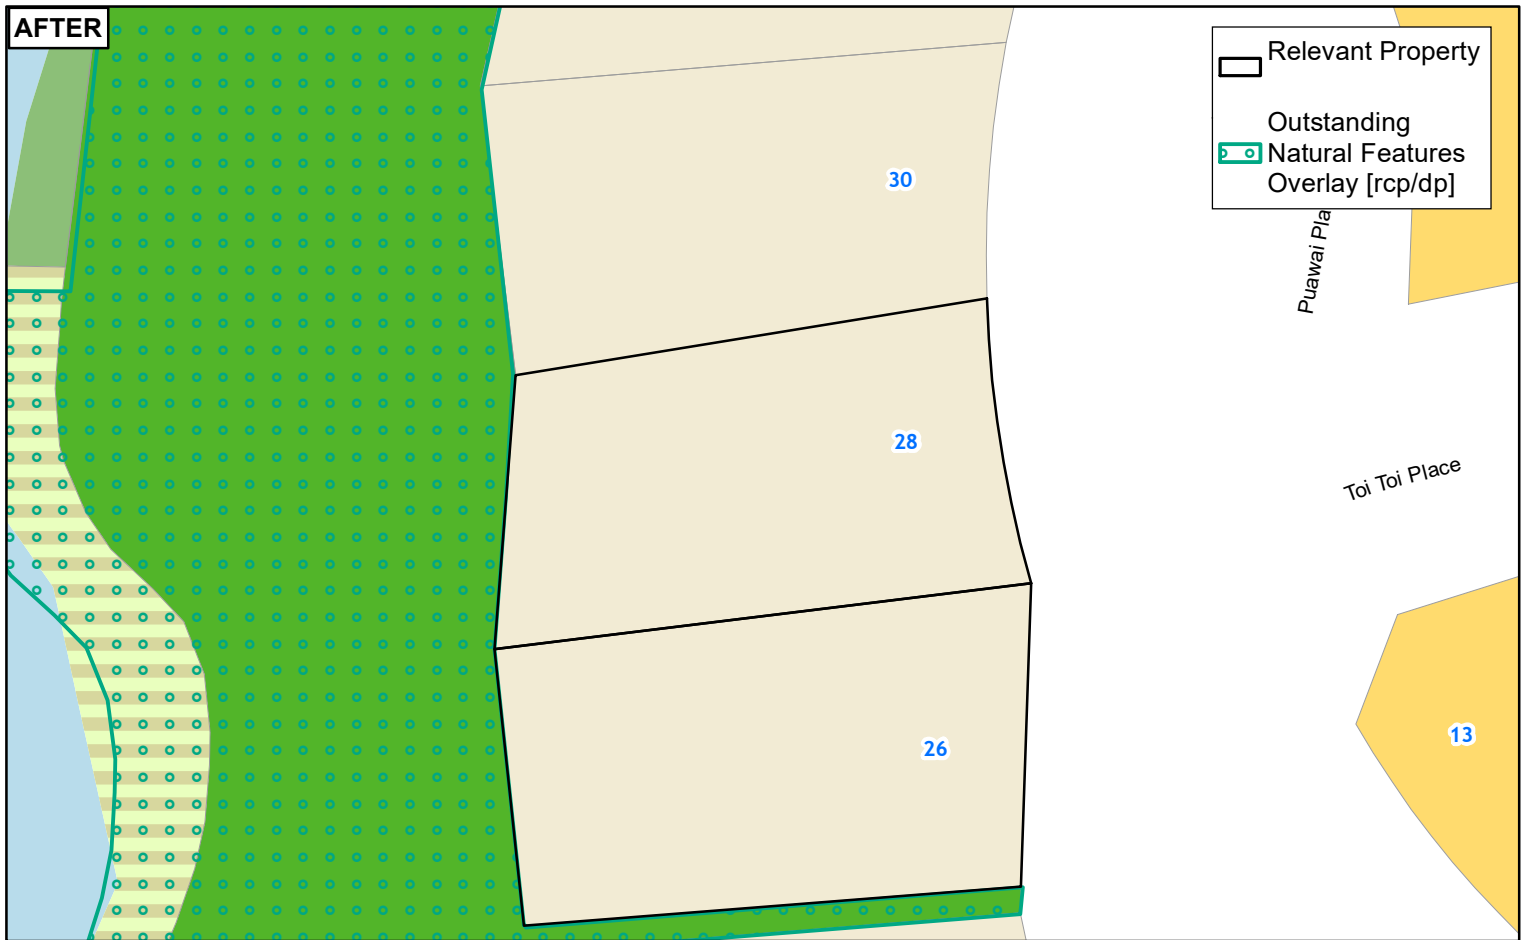 AFTER
Relevant Property
Outstanding
Natural Features
Overlay [rcp/dp]
30
Puawai Pla
28
Toi Toi Place
26
13